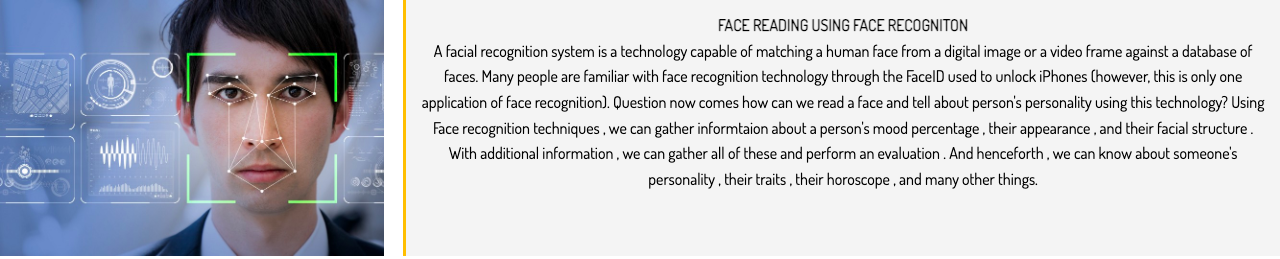 FACE READING USING FACE RECOGNITON
A facial recognition system is a technology capable of matching a human face from a digital image or a video frame against a database of
faces. Many people are familiar with face recognition technology through the FaceID used to unlock iPhones (however, this is only one
application of face recognition). Question now comes how can we read a face and tell about person's personality using this technology? Using
Face recognition techniques , we can gather informtaion about a person's mood percentage , their appearance , and their facial structure .
With additional information , we can gather all of these and perform an evaluation . And henceforth , we can know about someone's
personality , their traits , their horoscope , and many other things.